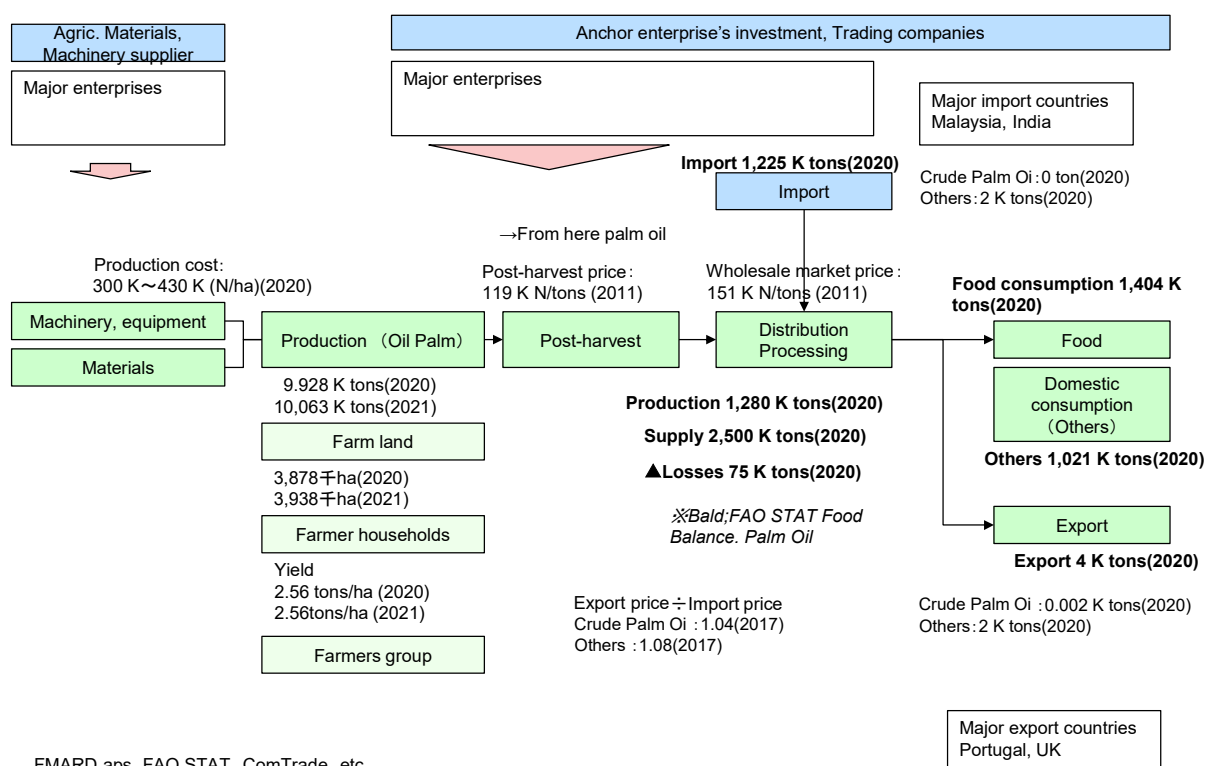 Agric. Materials,
Machinery supplier
Anchor enterprise's investment, Trading companies
Major enterprises
Major enterprises
Major import countries
Malaysia, India
Import 1,225 K tons(2020)
Import
Crude Palm Oi：0 ton(2020)
Others：2 K tons(2020)
→From here palm oil
Production cost：
300 K～430 K (N/ha)(2020)
Post-harvest price：
119 K N/tons (2011)
Wholesale market price：
151 K N/tons (2011)
Food consumption 1,404 K
tons(2020)
Machinery, equipment
Materials
Production （Oil Palm）
Post-harvest
Distribution
Processing
Food
Domestic
consumption
（Others）
Others 1,021 K tons(2020)
9.928 K tons(2020)
10,063 K tons(2021)
Production 1,280 K tons(2020)
Supply 2,500 K tons(2020)
▲Losses 75 K tons(2020)
Farm land
3,878千ha(2020)
3,938千ha(2021)
※Bald;FAO STAT Food
Balance. Palm Oil
Farmer households
Export
Export 4 K tons(2020)
Yield
2.56 tons/ha (2020)
2.56tons/ha (2021)
Export price÷Import price
Crude Palm Oi ：1.04(2017)
Others ：1.08(2017)
Crude Palm Oi ：0.002 K tons(2020)
Others：2 K tons(2020)
Farmers group
Major export countries
Portugal, UK
FMARD aps, FAO STAT, ComTrade, etc